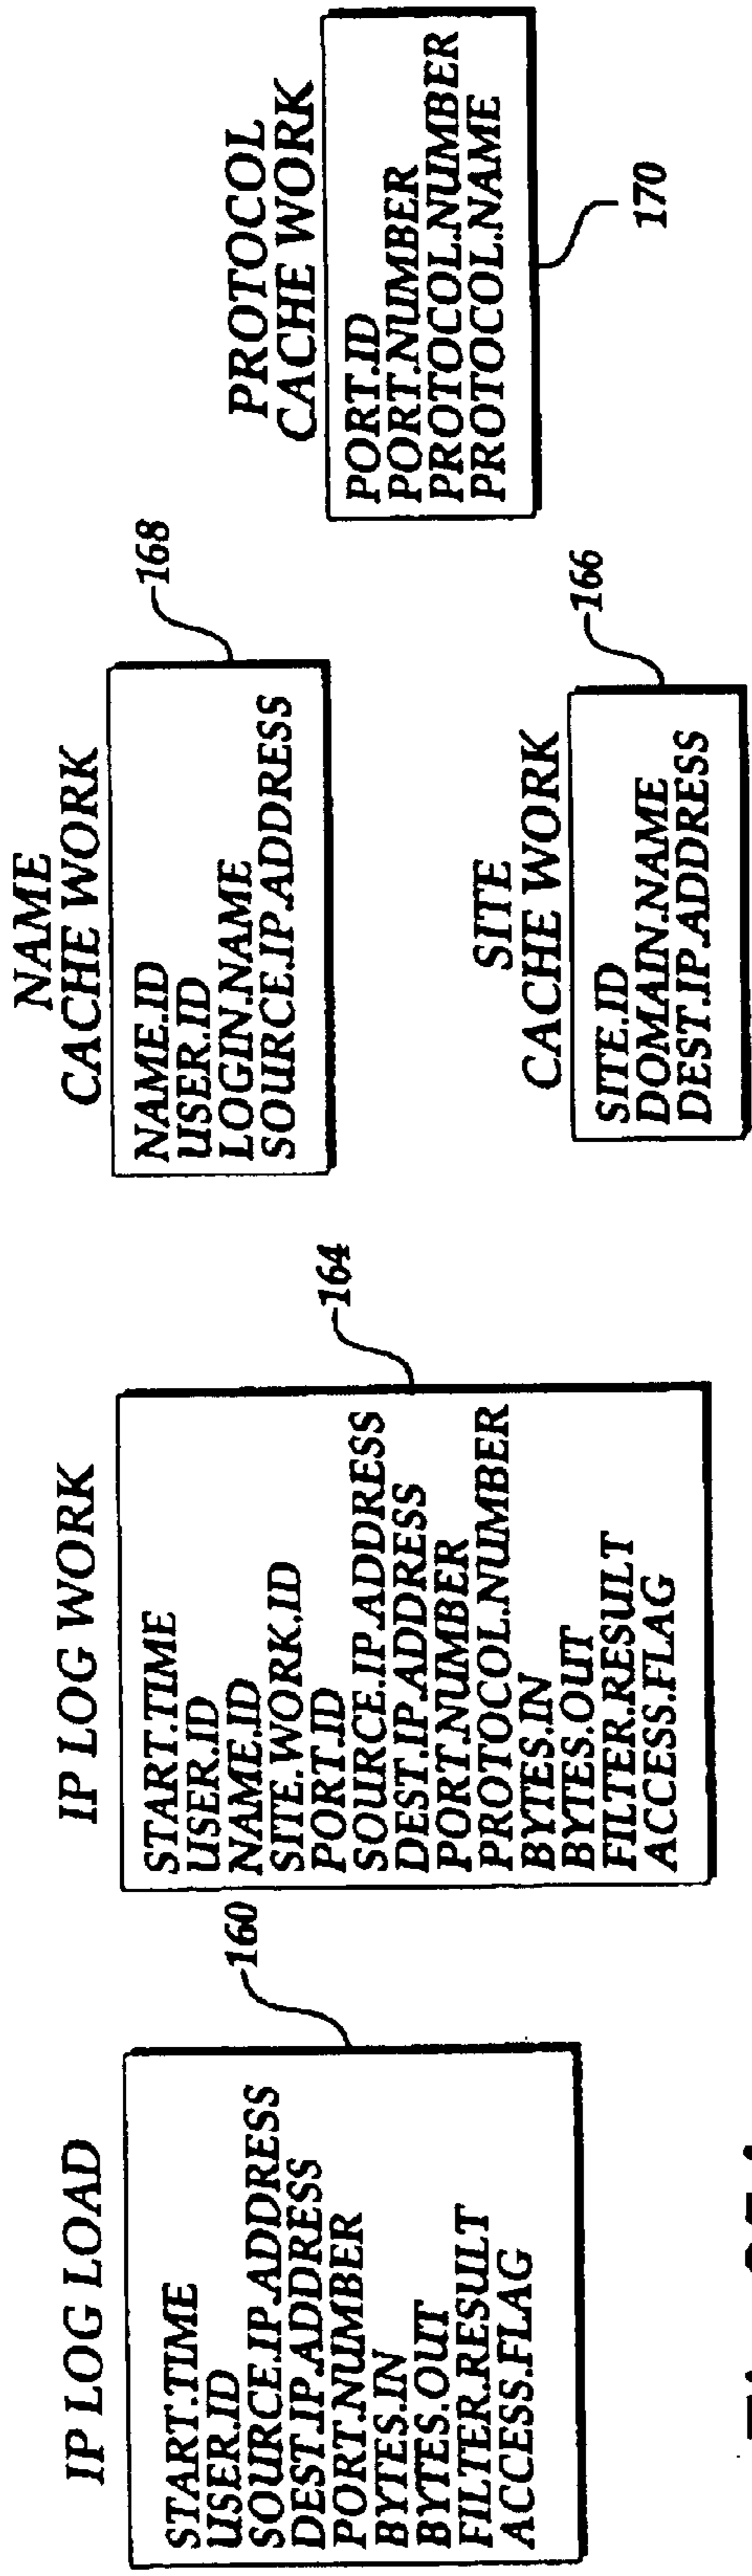 IP LOG LOAD
START.TIME
USER.ID
SOURCE.IP.ADDRESS
DEST.IP.ADDRESS
PORT.NUMBER
BYTES.IN
BYTES.OUT
FILTER.RESULT
ACCESS.FLAG
160
IP LOG WORK
START.TIME
USER.ID
NAME.ID
SITE.WORK.ID
PORT.ID
SOURCE.IP.ADDRESS
DEST.IP.ADDRESS
PORT.NUMBER
PROTOCOL.NUMBER
BYTES.IN
BYTES.OUT
FILTER.RESULT
ACCESS.FLAG
164
NAME
CACHE WORK
NAME.ID
USER.ID
LOGIN.NAME
SOURCE.IP.ADDRESS
168
SITE
CACHE WORK
SITE.ID
DOMAIN.NAME
DEST.IP.ADDRESS
166
PROTOCOL
CACHE WORK
PORT.ID
PORT.NUMBER
PROTOCOL.NUMBER
PROTOCOL.NAME
170